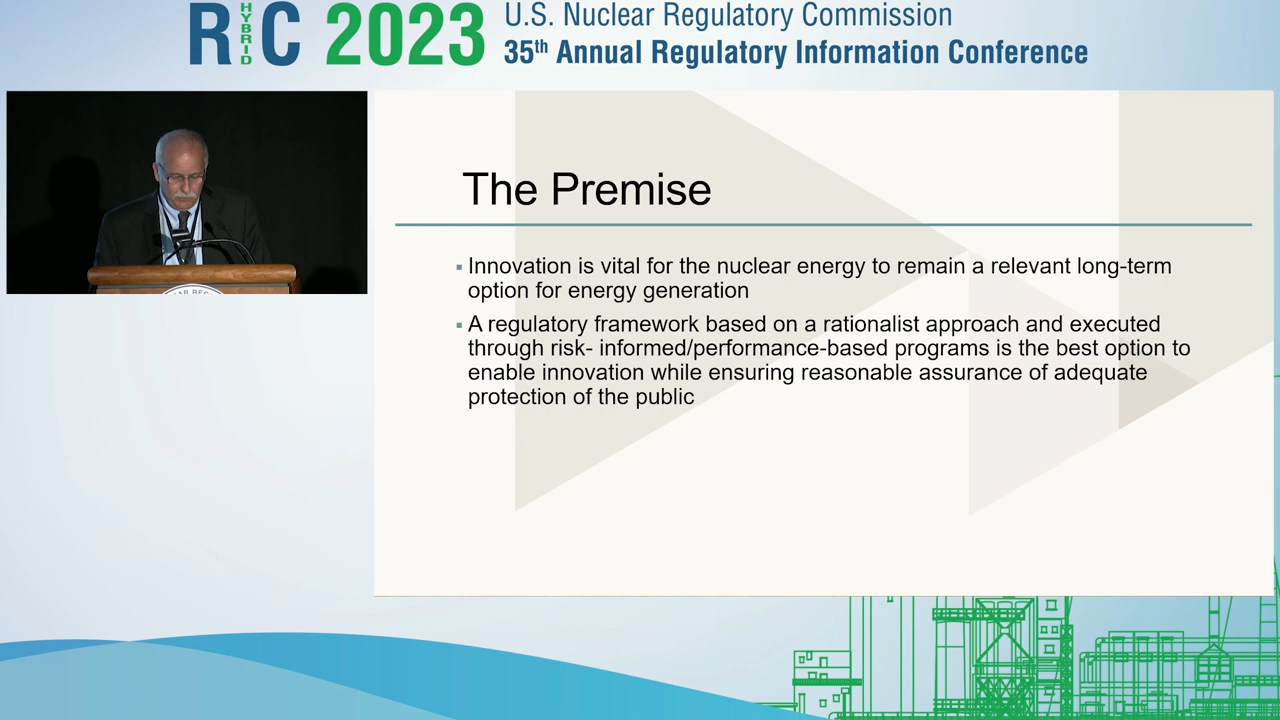 RIC 2023
HYBRID
U.S. Nuclear Regulatory Commission
35th Annual Regulatory Information Conference
The Premise
▪ Innovation is vital for the nuclear energy to remain a relevant long-term
option for energy generation
▪ A regulatory framework based on a rationalist approach and executed
through risk- informed/performance-based programs is the best option to
enable innovation while ensuring reasonable assurance of adequate
protection of the public